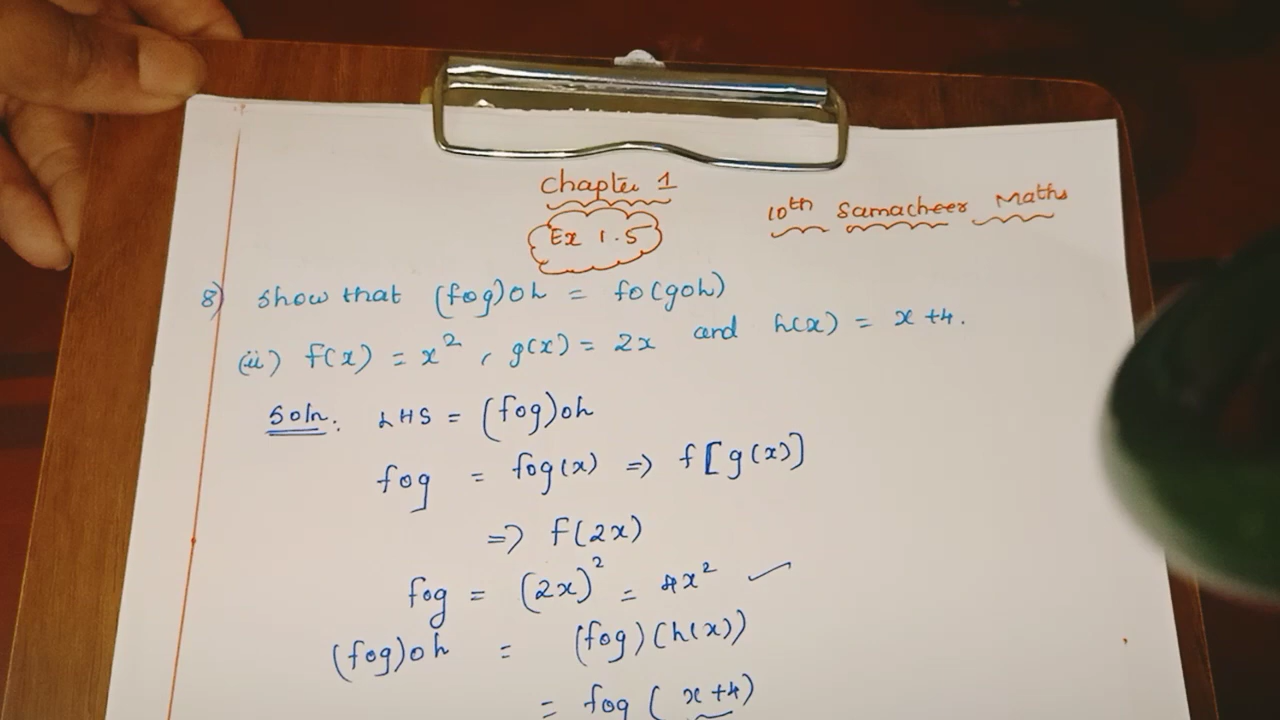 Chapter 1
10th Samacheer Maths
Ex 1.5
8) Show that (fog)oh = fo(goh)
(ii) f(x) = x², g(x) = 2x and h(x) = x+4.
Soln. LHS = (fog)oh
fog = fog(x) => f[g(x)]
=> f(2x)
fog = (2x)² = 4x² ✓
(fog)oh = (fog)(h(x))
= fog (x+4)